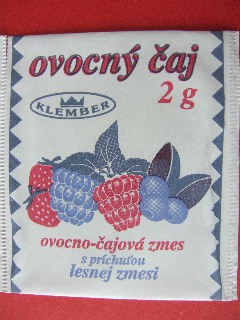 ovocný čaj
KLEMBER
2 g
ovocno-čajová zmes
s príchuťou
lesnej zmesi